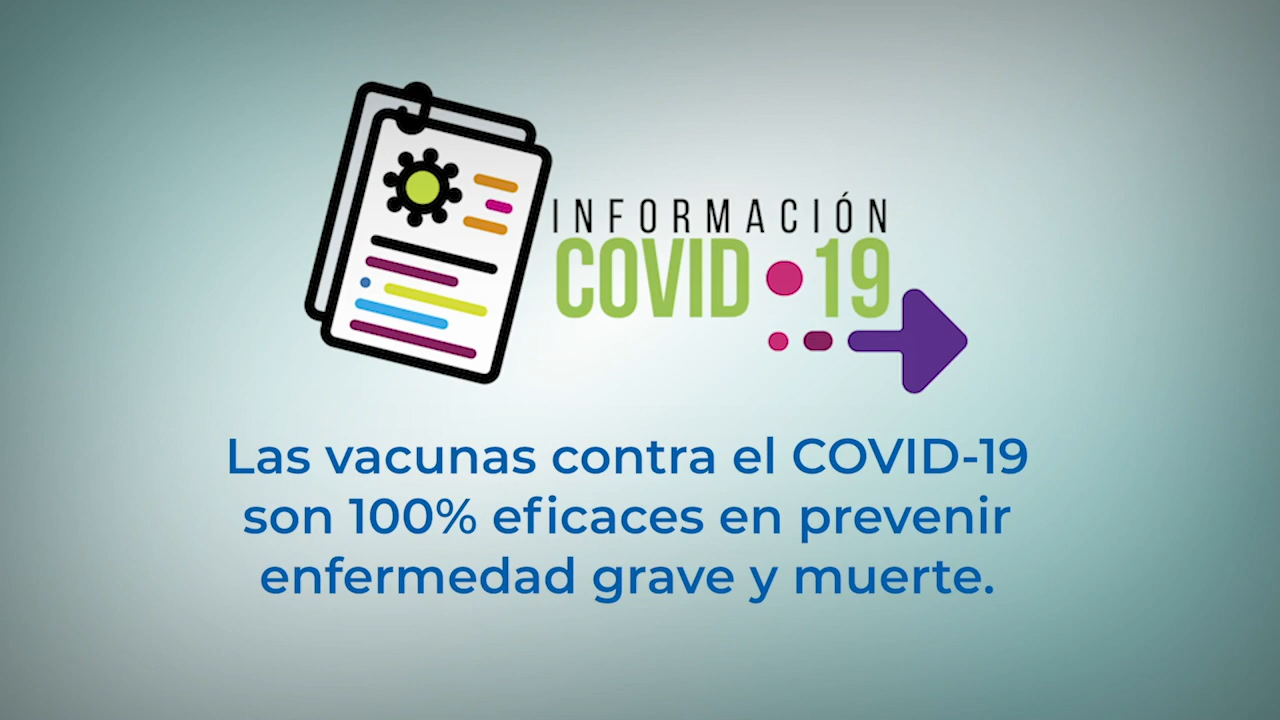 INFORMACIÓN
COVID•19
Las vacunas contra el COVID-19
son 100% eficaces en prevenir
enfermedad grave y muerte.